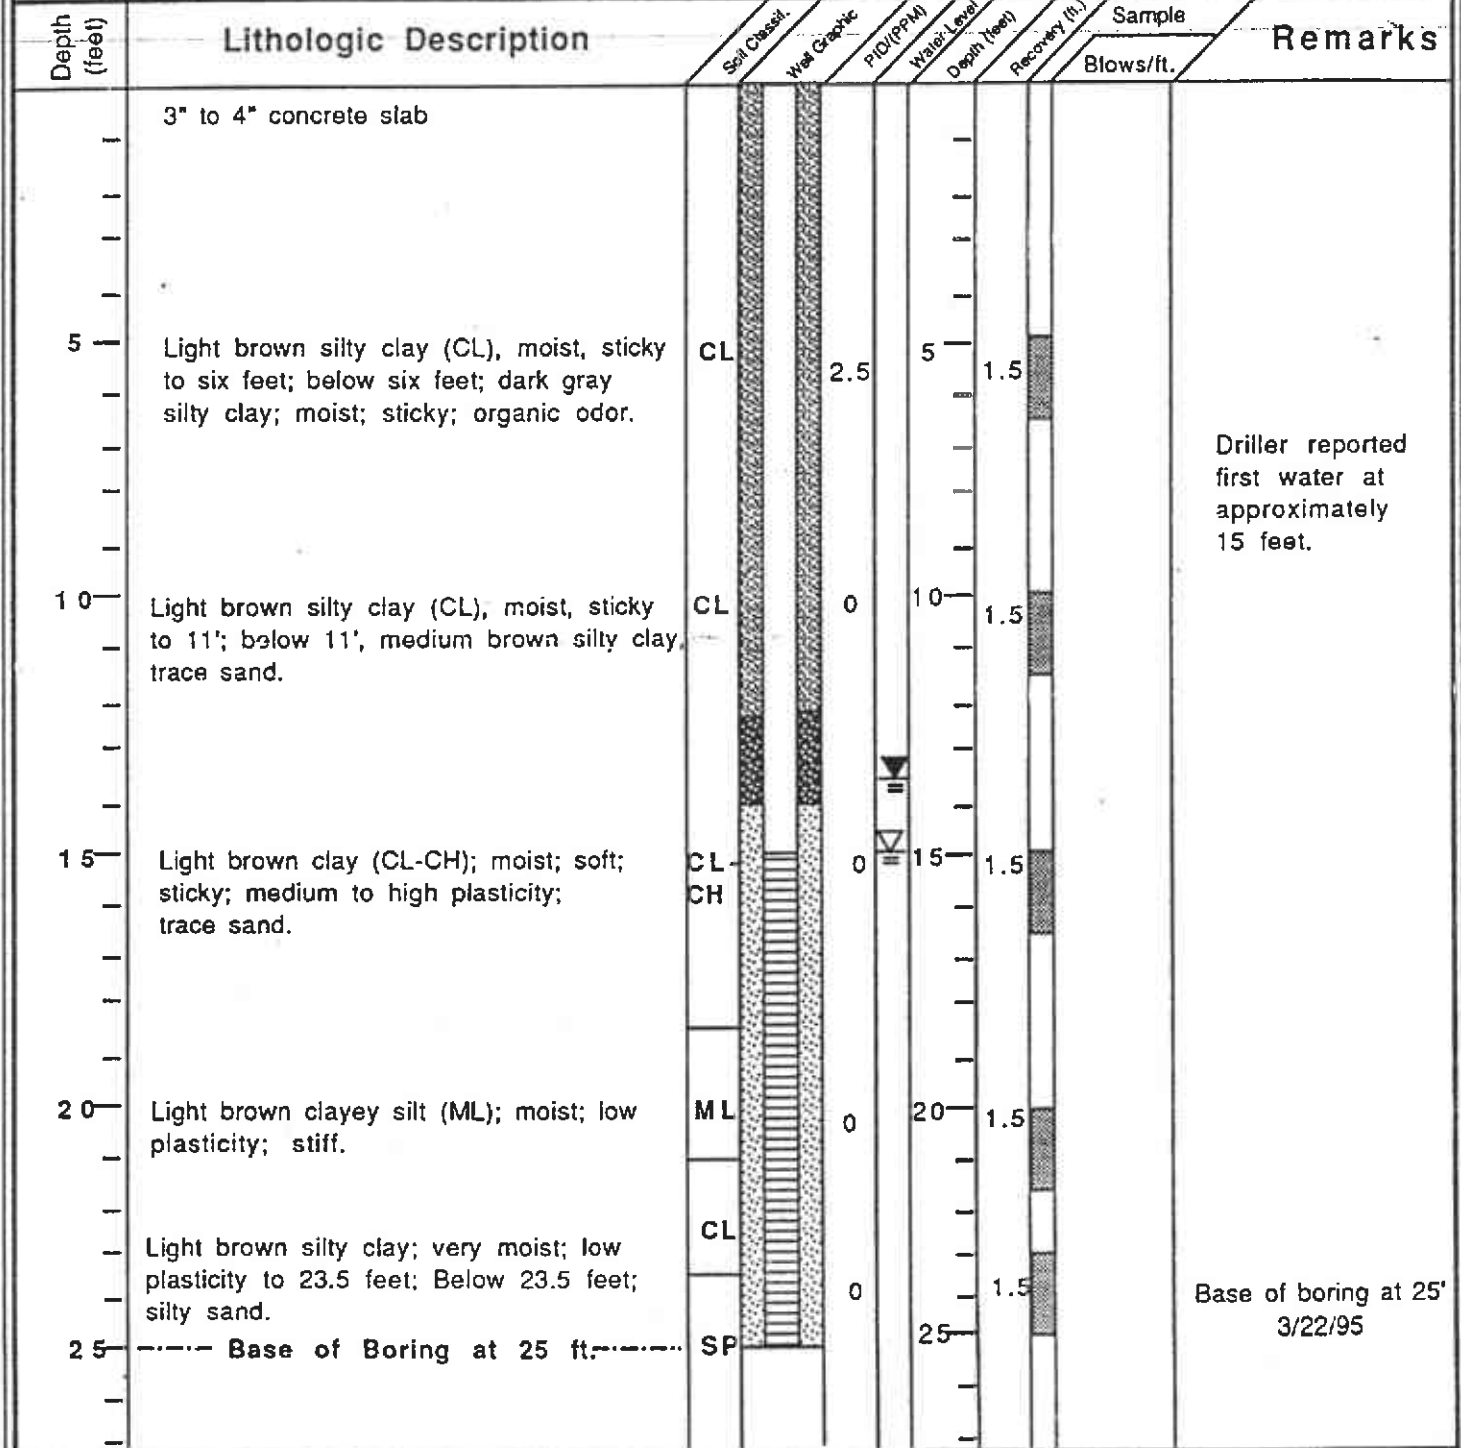 Depth
(feet)
Lithologic Description
Soil Classif.
Well Graphic
PID/(PPM)
Water Level
Depth (feet)
Recovery (ft.)
Sample
Blows/ft.
Remarks
3" to 4" concrete slab
5
Light brown silty clay (CL), moist, sticky
to six feet; below six feet; dark gray
silty clay; moist; sticky; organic odor.
CL
2.5
5
1.5
Driller reported
first water at
approximately
15 feet.
10
Light brown silty clay (CL), moist, sticky
to 11'; below 11', medium brown silty clay,
trace sand.
CL
0
10
1.5
15
Light brown clay (CL-CH); moist; soft;
sticky; medium to high plasticity;
trace sand.
CL-
CH
0
15
1.5
20
Light brown clayey silt (ML); moist; low
plasticity; stiff.
ML
0
20
1.5
Light brown silty clay; very moist; low
plasticity to 23.5 feet; Below 23.5 feet;
silty sand.
CL
0
1.5
Base of boring at 25'
3/22/95
25
Base of Boring at 25 ft.
SP
25